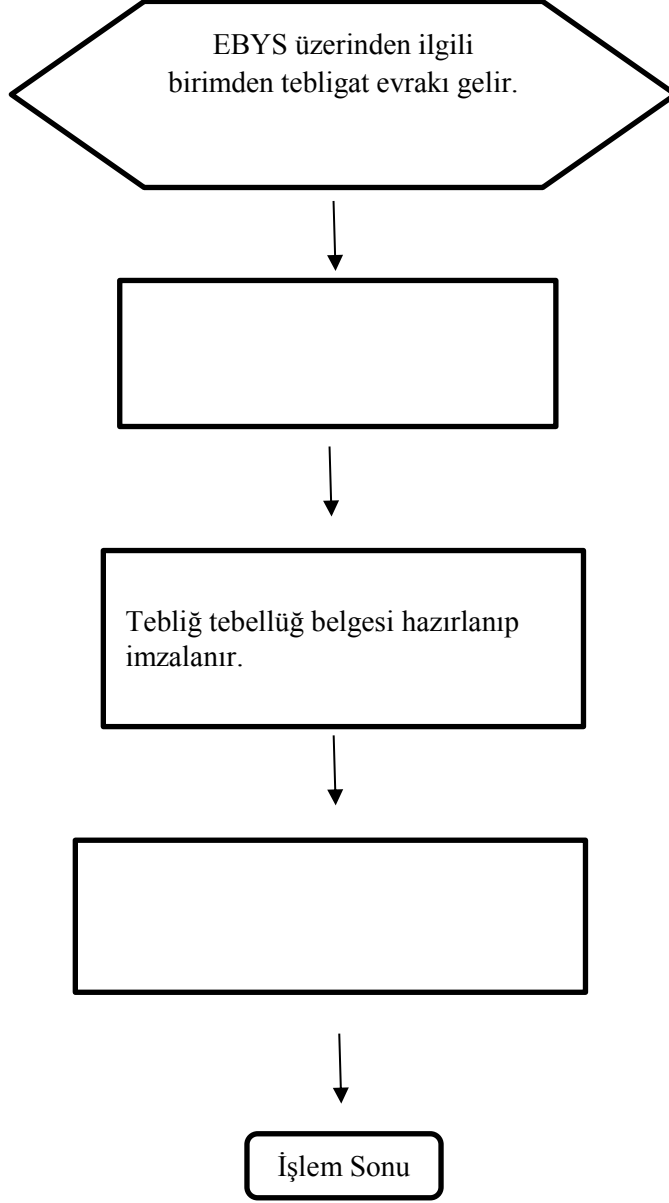 EBYS üzerinden ilgili
birimden tebligat evrakı gelir.
Tebliğ tebellüğ belgesi hazırlanıp
imzalanır.
İşlem Sonu